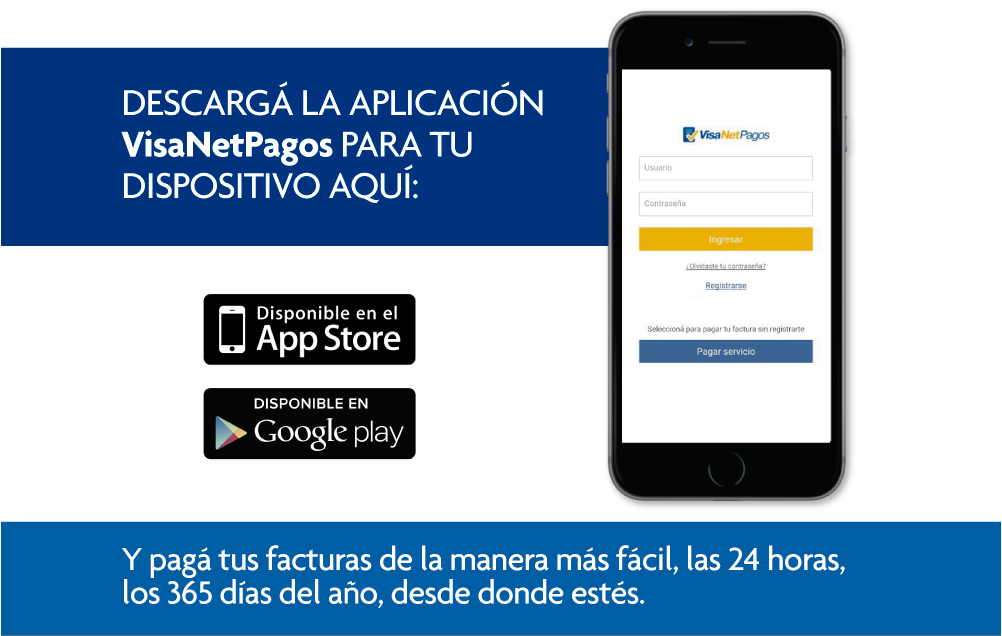 DESCARGÁ LA APLICACIÓN
VisaNetPagos PARA TU
DISPOSITIVO AQUÍ:
Disponible en el
App Store
DISPONIBLE EN
Google play
VisaNetPagos
Usuario
Contraseña
Ingresar
¿Olvidaste tu contraseña?
Registrarse
Seleccioná para pagar tu factura sin registrarte
Pagar servicio
Y pagá tus facturas de la manera más fácil, las 24 horas,
los 365 días del año, desde donde estés.